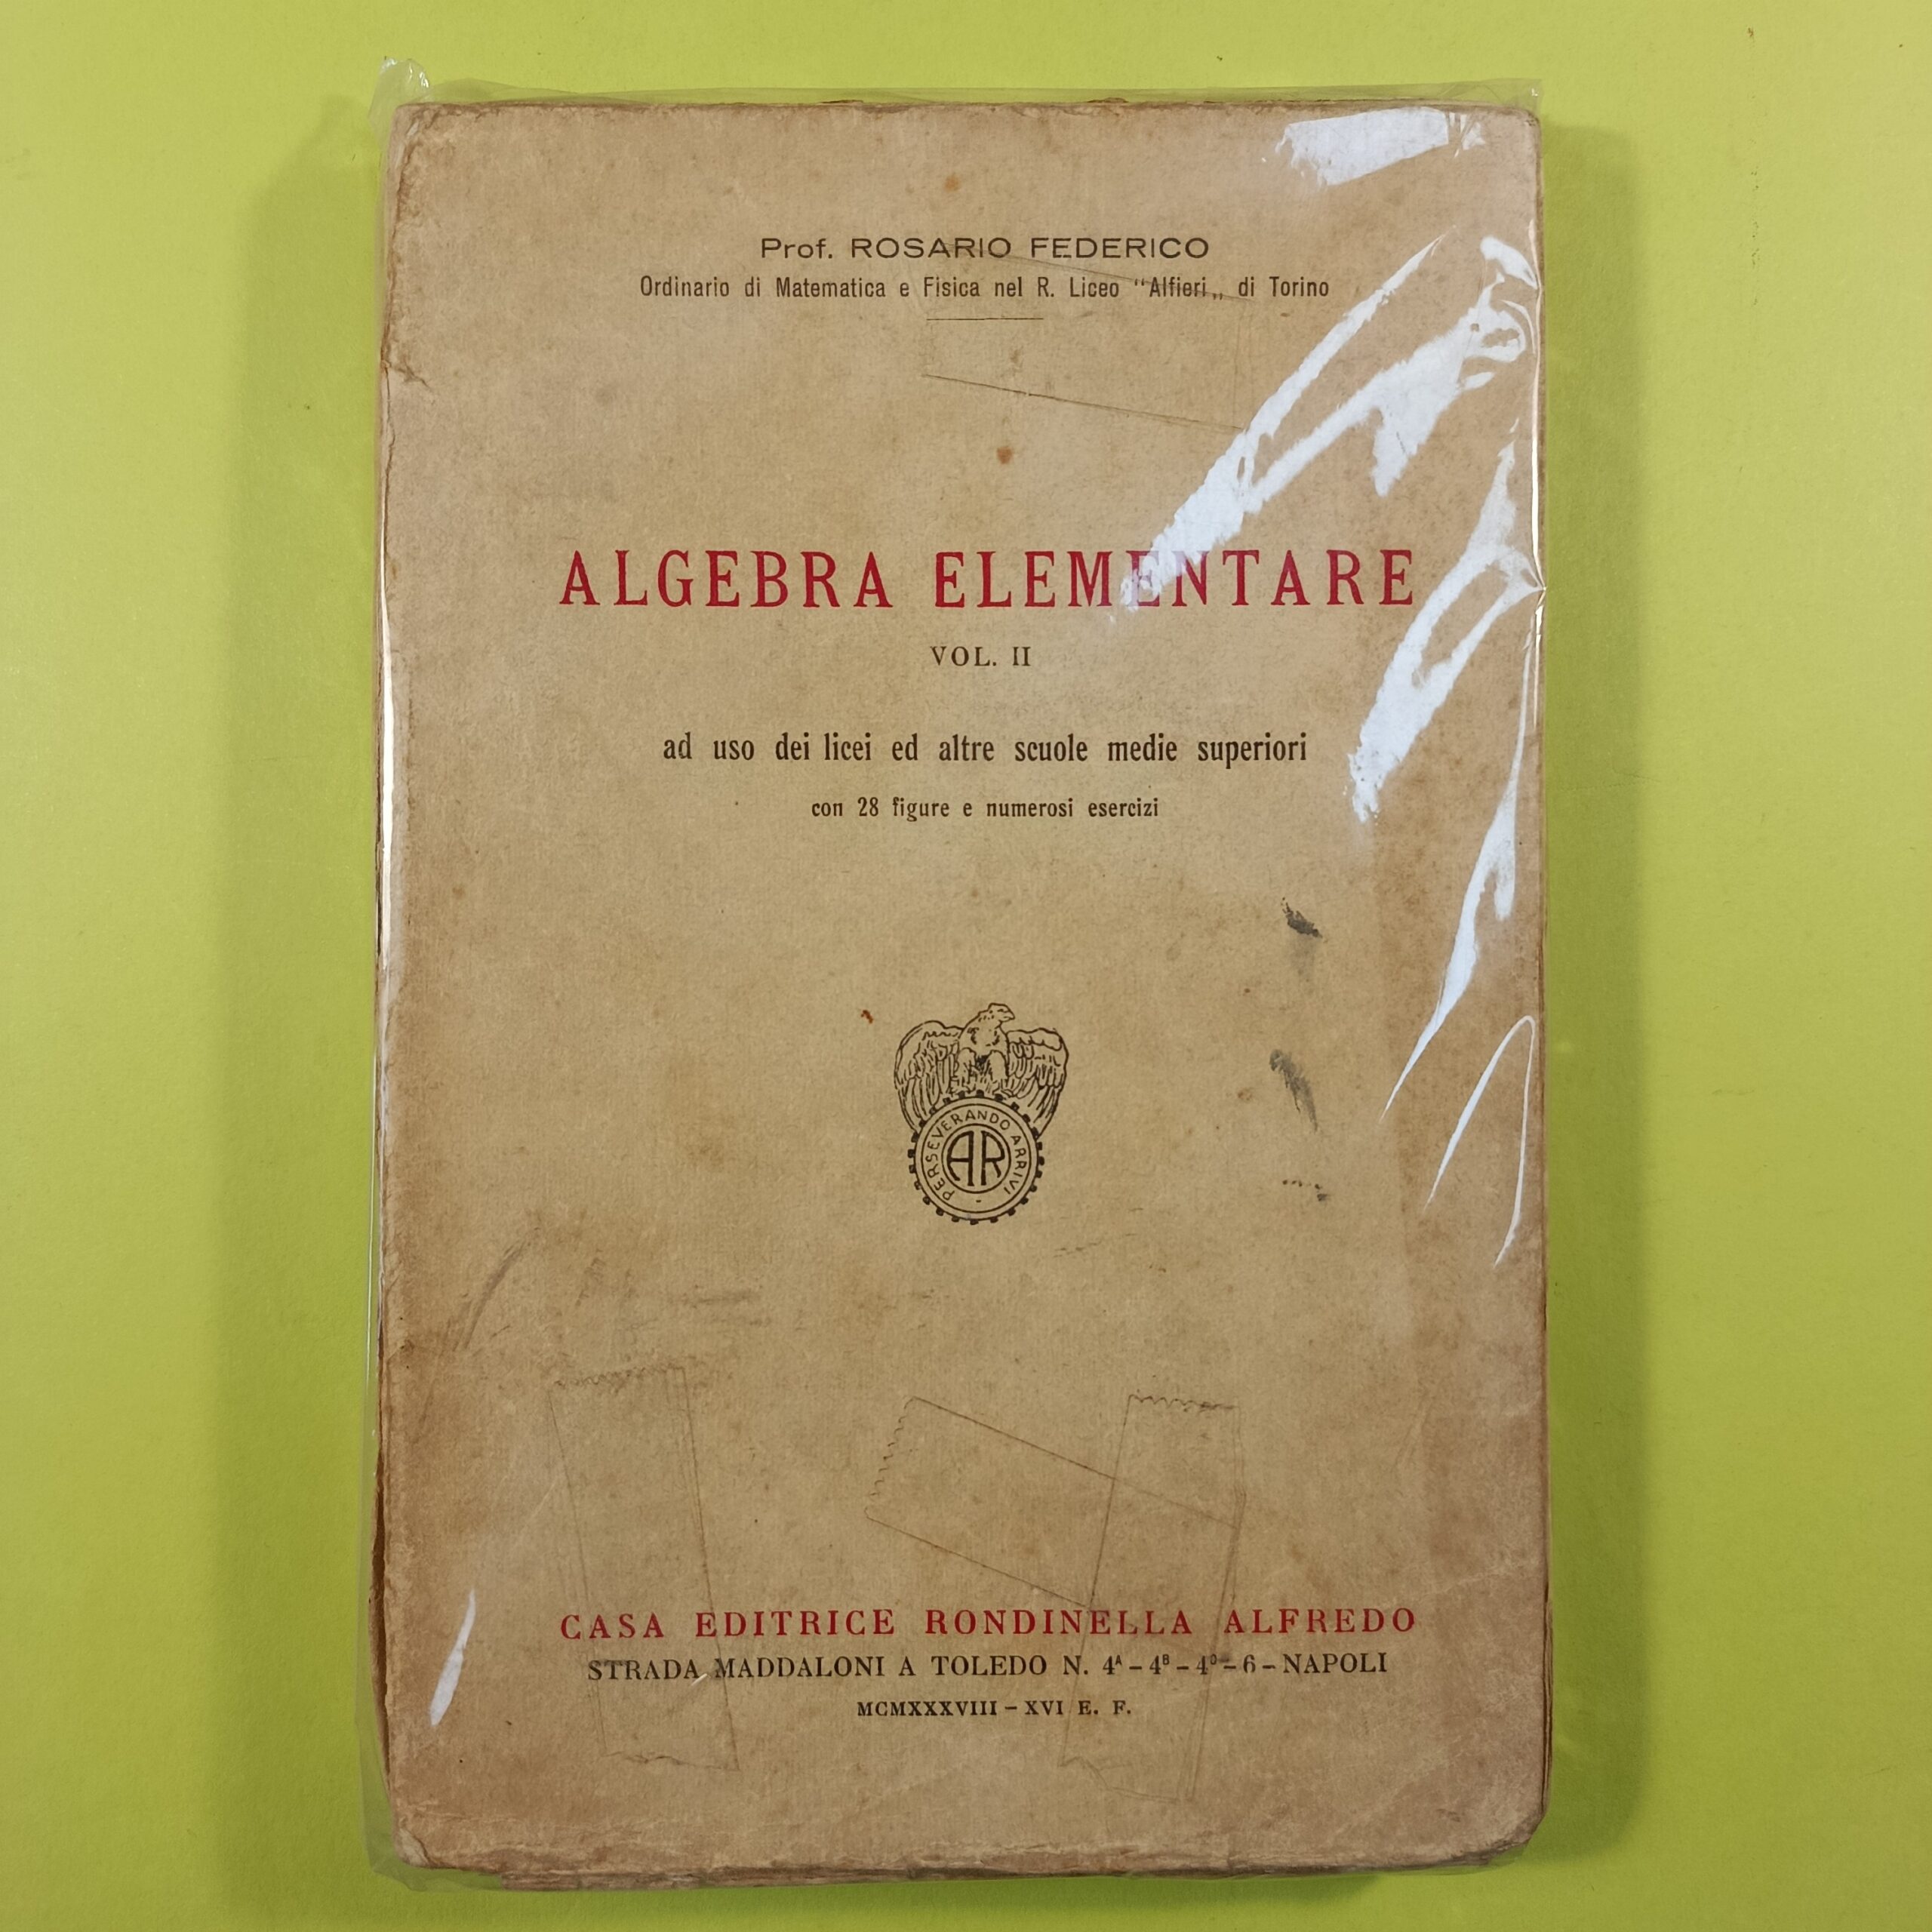 Prof. ROSARIO FEDERICO
Ordinario di Matematica e Fisica nel R. Liceo "Alfieri„ di Torino
ALGEBRA ELEMENTARE
VOL. II
ad uso dei licei ed altre scuole medie superiori
con 28 figure e numerosi esercizi
PERSEVERANDO ARRIVI
AR
CASA EDITRICE RONDINELLA ALFREDO
STRADA MADDALONI A TOLEDO N. 4ᴬ – 4ᴮ – 4ᴰ – 6 – NAPOLI
MCMXXXVIII – XVI E. F.